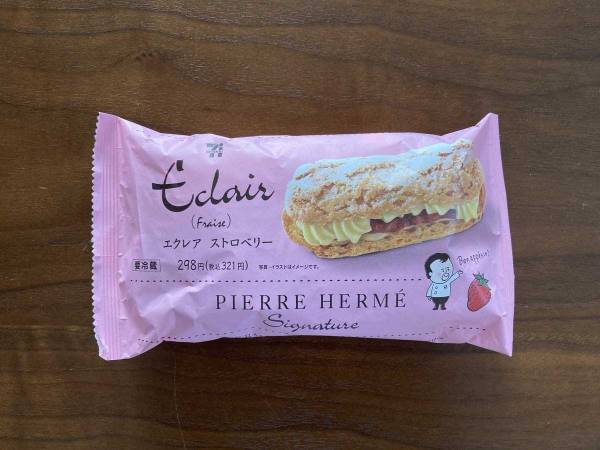 7i
Éclair
(Fraise)
エクレア ストロベリー
要冷蔵 298円(税込321円) 写真・イラストはイメージです。
Bon appétit!
PIERRE HERMÉ
Signature